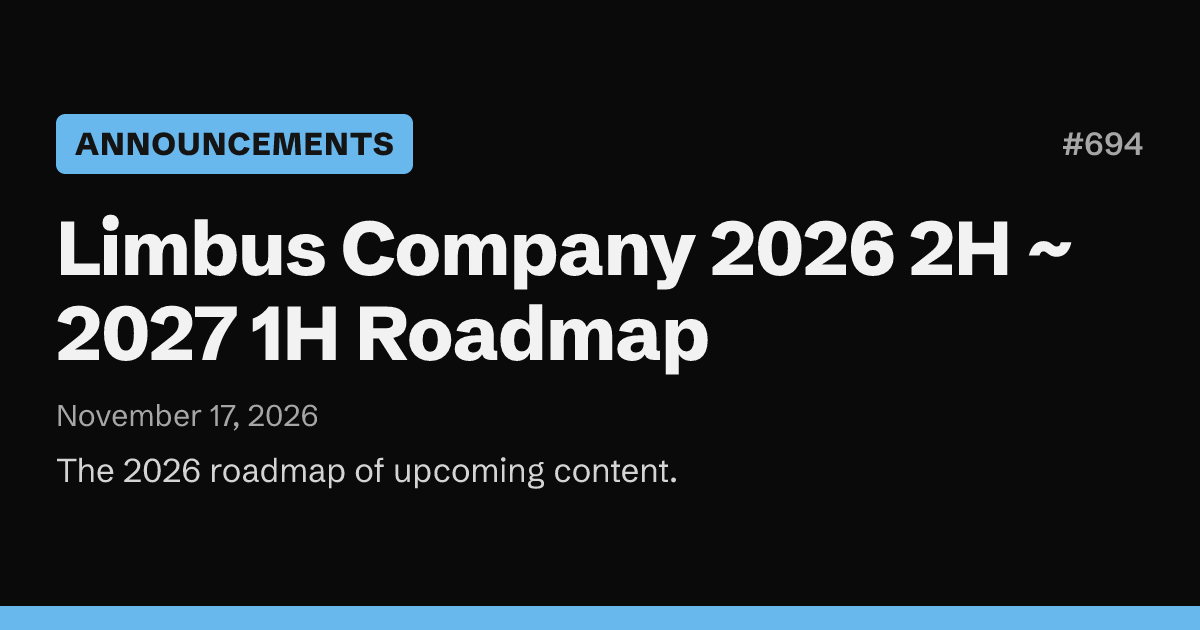 ANNOUNCEMENTS
#694
Limbus Company 2026 2H ~
2027 1H Roadmap
November 17, 2026
The 2026 roadmap of upcoming content.